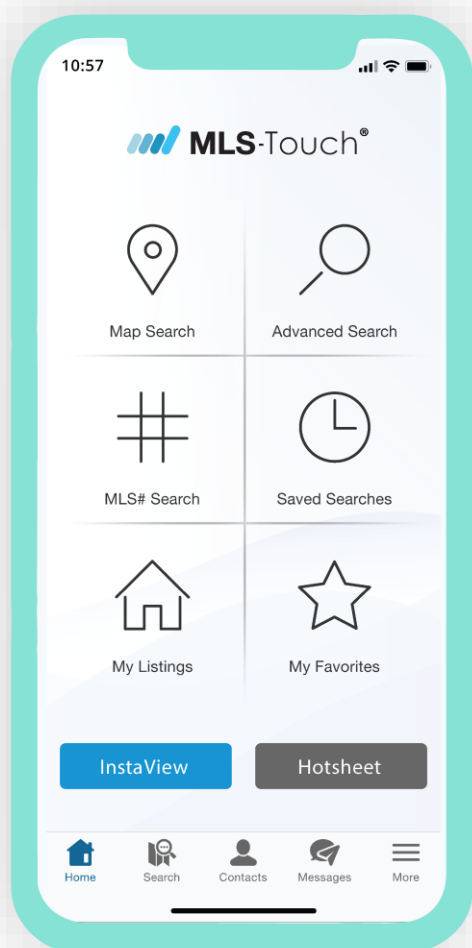 10:57
MLS-Touch®
Map Search Advanced Search
MLS# Search Saved Searches
My Listings My Favorites
InstaView Hotsheet
Home Search Contacts Messages More